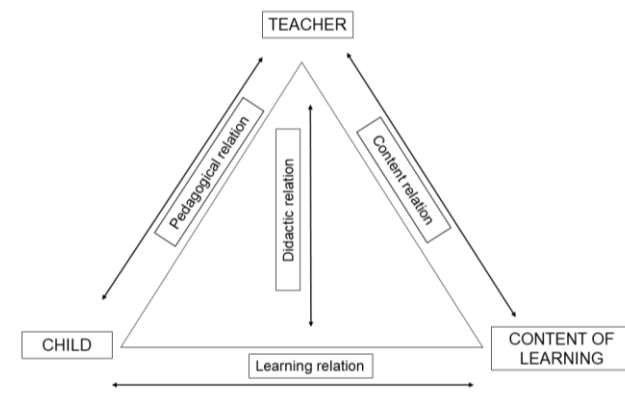 TEACHER
Pedagogical relation
Didactic relation
Content relation
CHILD
CONTENT OF
LEARNING
Learning relation